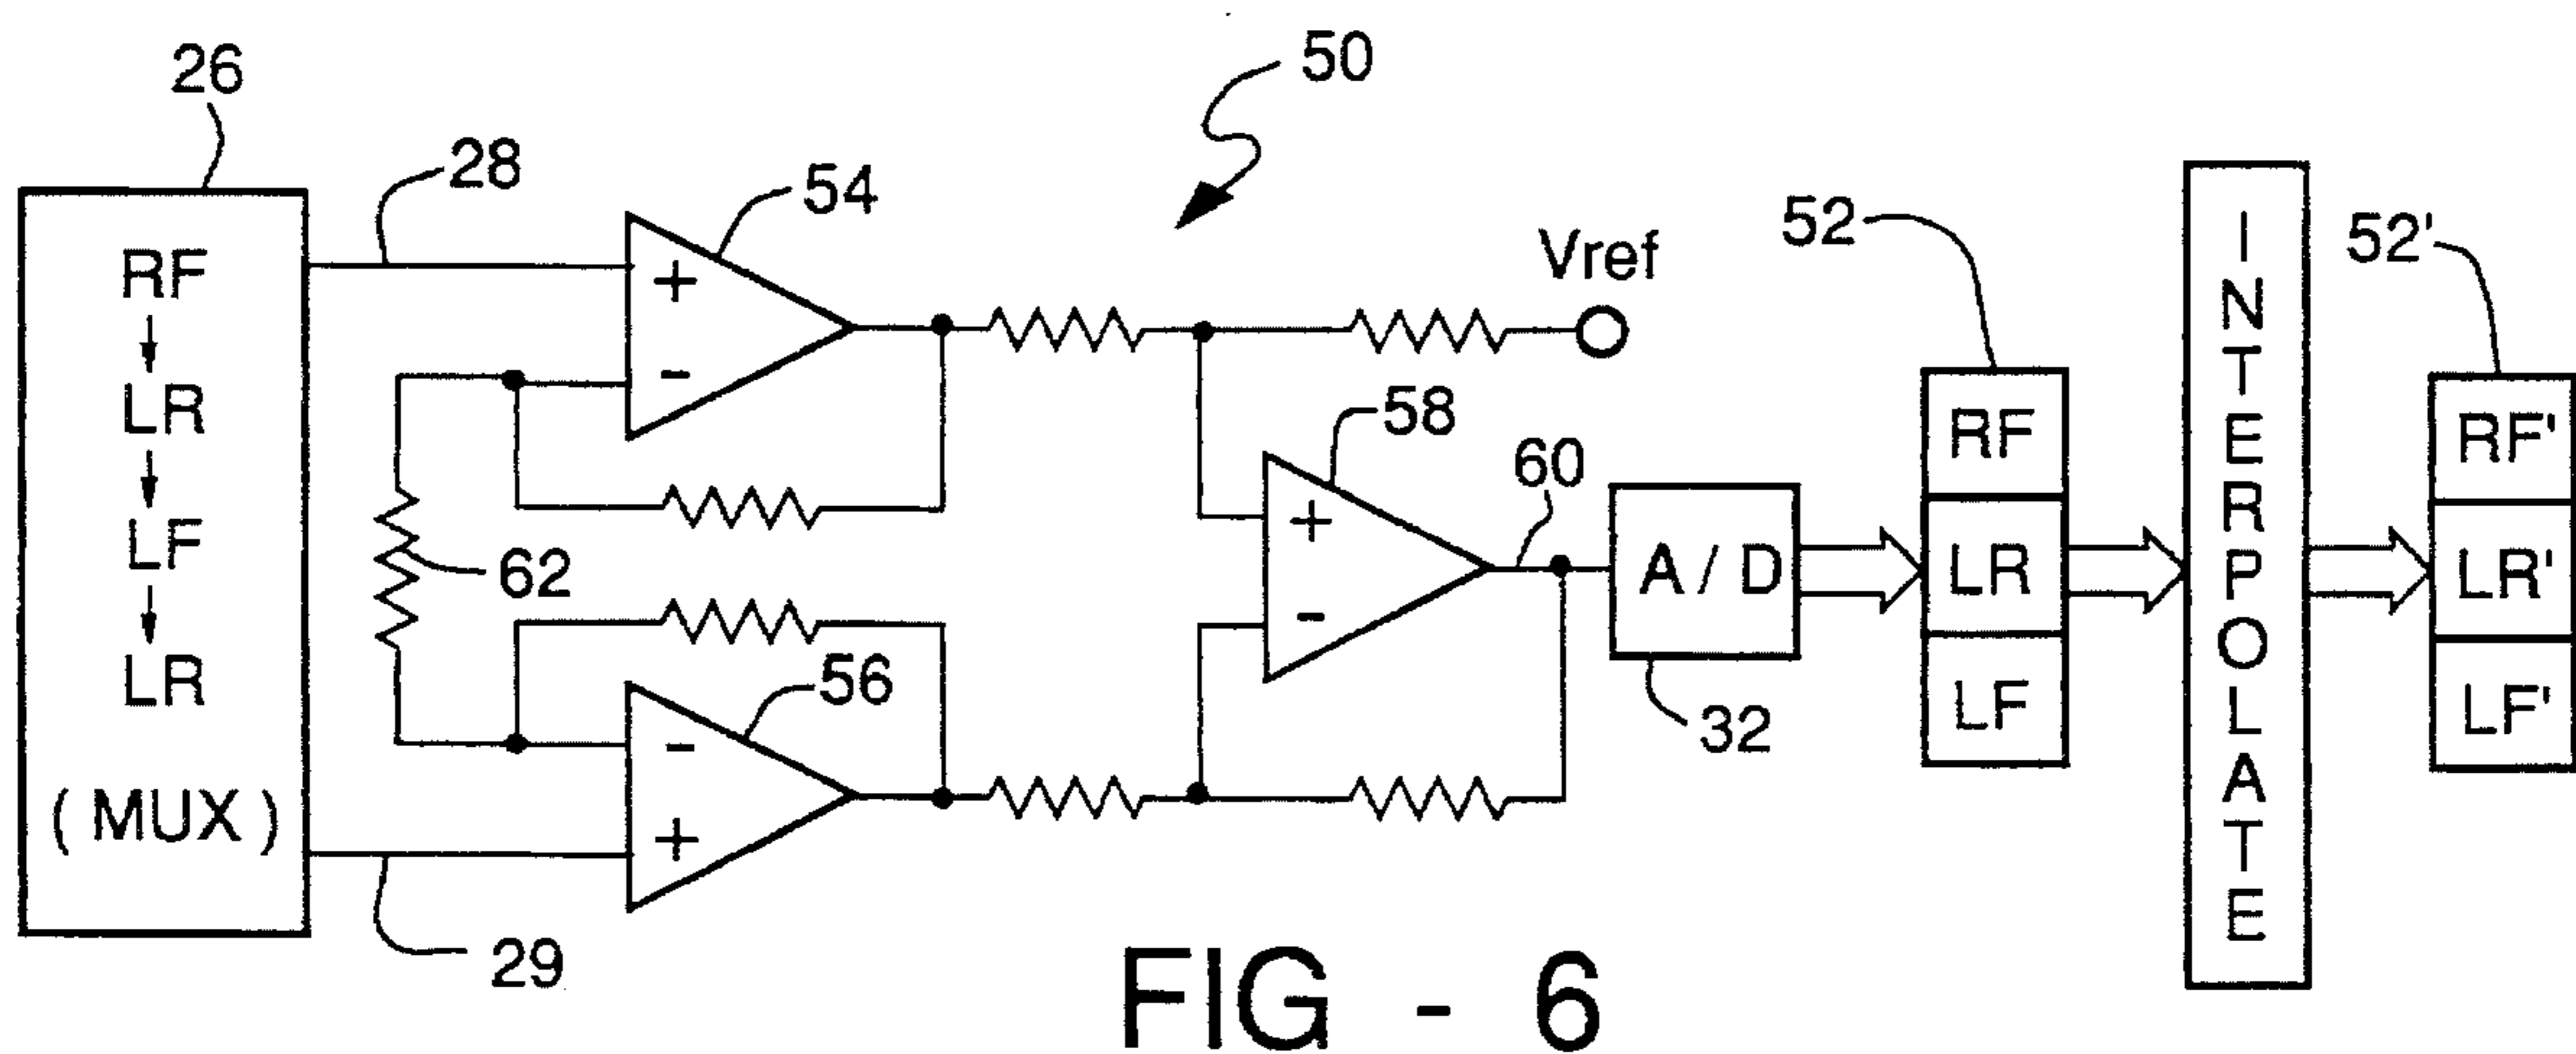 26
28
54
50
Vref
52
52'
RF
LR
LF
LR
( MUX )
+
-
62
58
60
+
-
A / D
32
RF
LR
LF
INTERPOLATE
RF'
LR'
LF'
56
-
+
29
FIG - 6